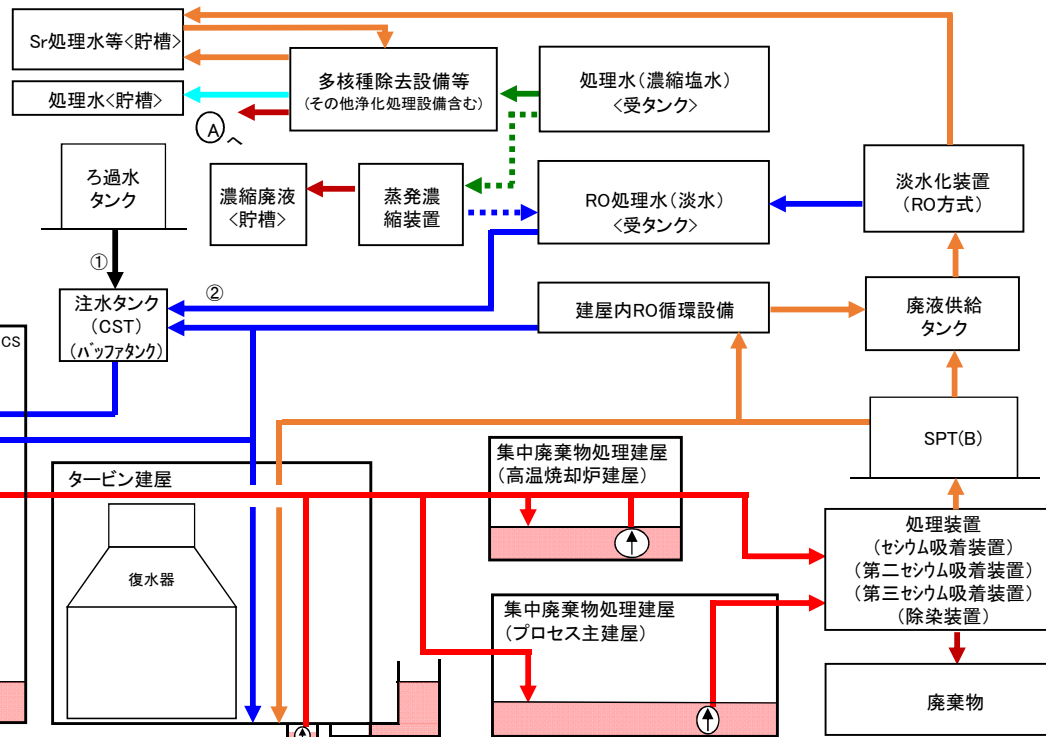 Sr処理水等<貯槽>
処理水<貯槽>
多核種除去設備等
(その他浄化処理設備含む)
Aへ
処理水(濃縮塩水)
<受タンク>
ろ過水
タンク
濃縮廃液
<貯槽>
蒸発濃
縮装置
RO処理水(淡水)
<受タンク>
淡水化装置
(RO方式)
①
②
注水タンク
(CST)
(バッファタンク)
建屋内RO循環設備
廃液供給
タンク
CS
SPT(B)
タービン建屋
復水器
集中廃棄物処理建屋
(高温焼却炉建屋)
集中廃棄物処理建屋
(プロセス主建屋)
処理装置
(セシウム吸着装置)
(第二セシウム吸着装置)
(第三セシウム吸着装置)
(除染装置)
廃棄物